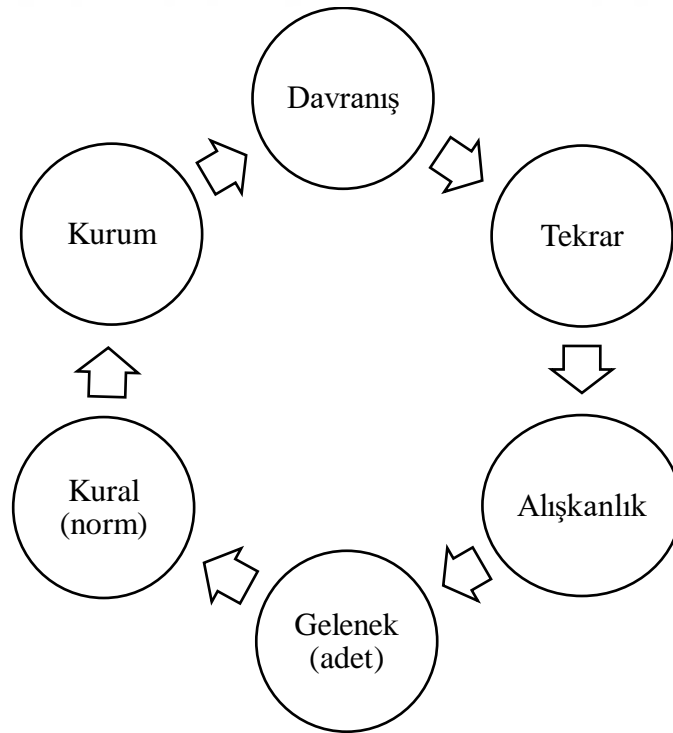 Davranış
Tekrar
Alışkanlık
Gelenek
(adet)
Kural
(norm)
Kurum